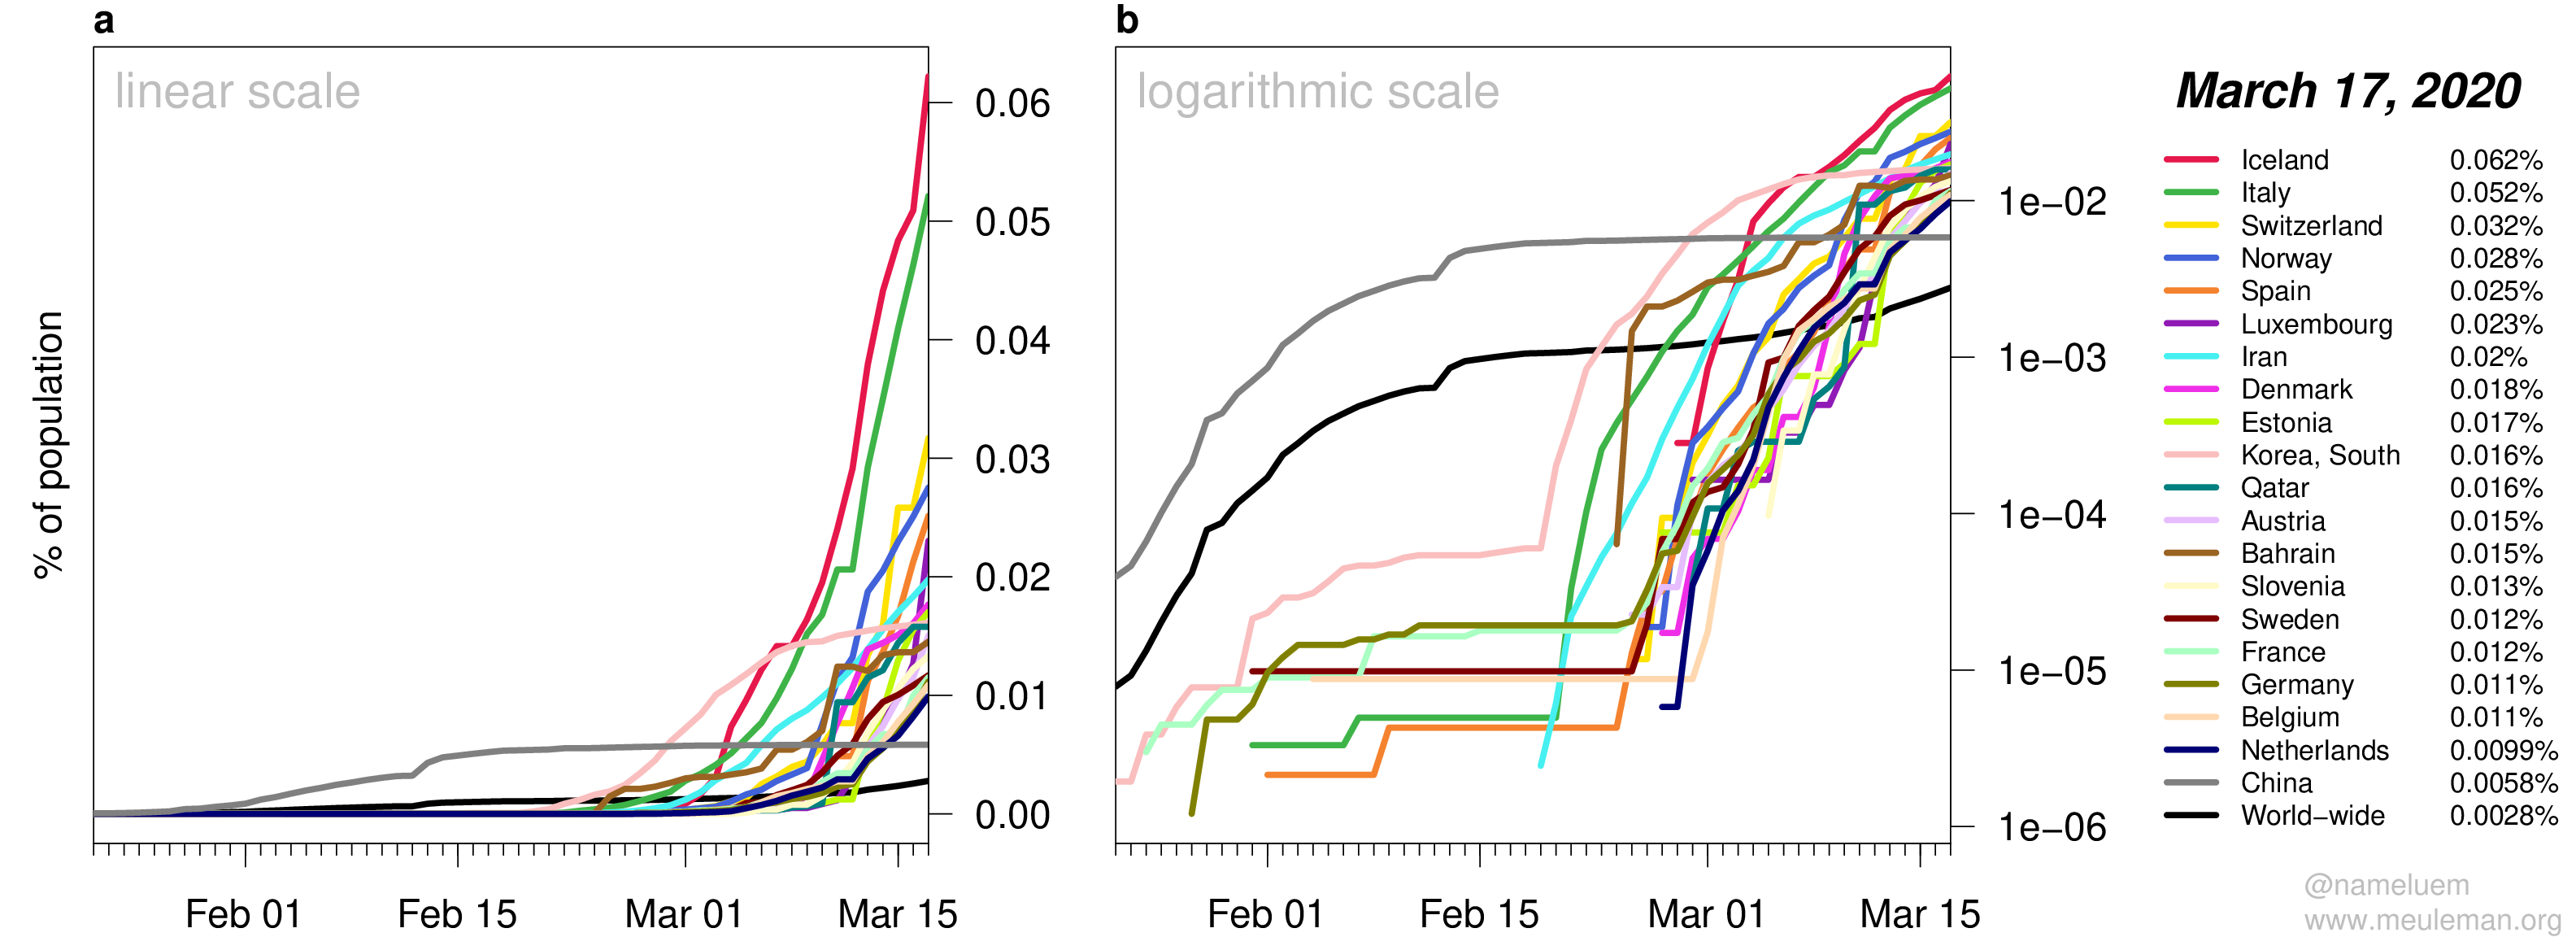 a
linear scale
% of population
0.06
0.05
0.04
0.03
0.02
0.01
0.00
Feb 01 Feb 15 Mar 01 Mar 15
b
logarithmic scale
1e−02
1e−03
1e−04
1e−05
1e−06
Feb 01 Feb 15 Mar 01 Mar 15
March 17, 2020
Iceland 0.062%
Italy 0.052%
Switzerland 0.032%
Norway 0.028%
Spain 0.025%
Luxembourg 0.023%
Iran 0.02%
Denmark 0.018%
Estonia 0.017%
Korea, South 0.016%
Qatar 0.016%
Austria 0.015%
Bahrain 0.015%
Slovenia 0.013%
Sweden 0.012%
France 0.012%
Germany 0.011%
Belgium 0.011%
Netherlands 0.0099%
China 0.0058%
World−wide 0.0028%
@nameluem
www.meuleman.org